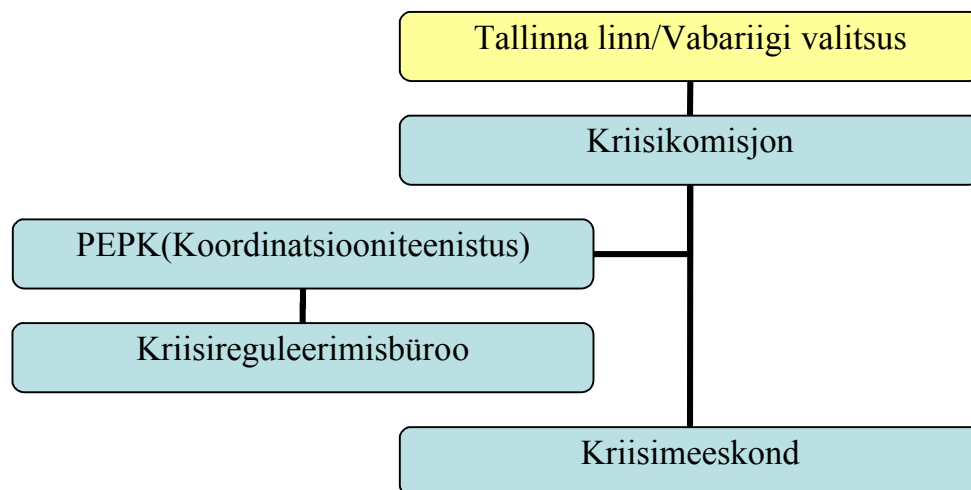 Tallinna linn/Vabariigi valitsus
Kriisikomisjon
PEPK(Koordinatsiooniteenistus)
Kriisireguleerimisbüroo
Kriisimeeskond